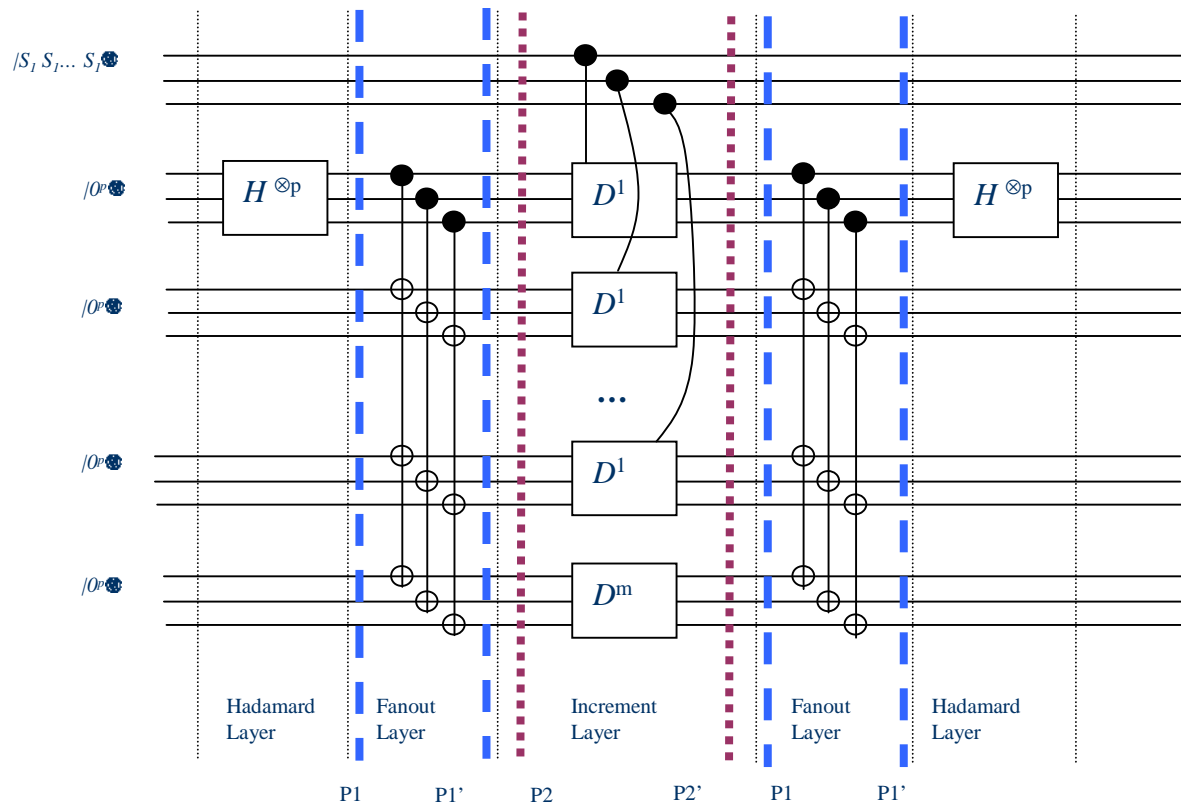 |S₁ S₁... S₁
|0ᵖ
H ⊗p
D¹
H ⊗p
|0ᵖ
D¹
...
|0ᵖ
D¹
|0ᵖ
Dᵐ
Hadamard Layer
Fanout Layer
Increment Layer
Fanout Layer
Hadamard Layer
P1 P1’ P2 P2’ P1 P1’